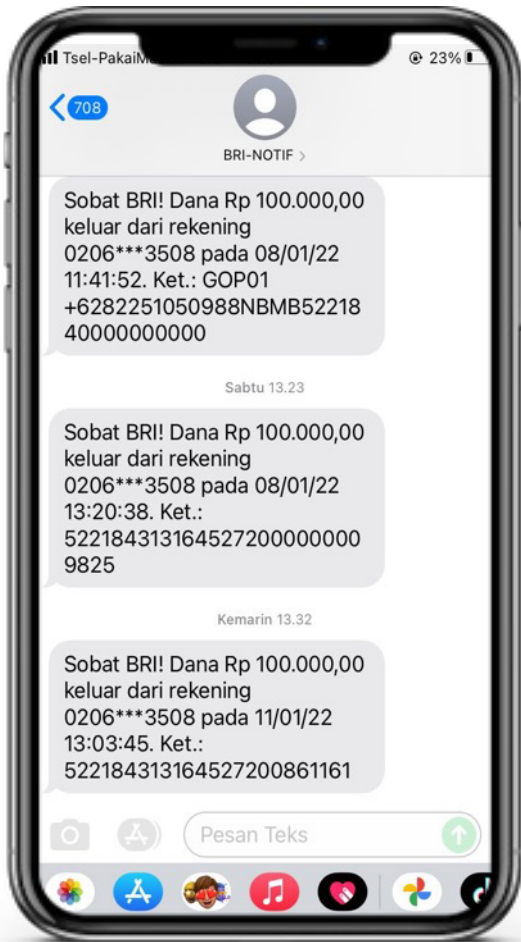 Tsel-PakaiM
23%
708
BRI-NOTIF >
Sobat BRI! Dana Rp 100.000,00
keluar dari rekening
0206***3508 pada 08/01/22
11:41:52. Ket.: GOP01
+6282251050988NBMB52218
40000000000
Sabtu 13.23
Sobat BRI! Dana Rp 100.000,00
keluar dari rekening
0206***3508 pada 08/01/22
13:20:38. Ket.:
522184313164527200000000
9825
Kemarin 13.32
Sobat BRI! Dana Rp 100.000,00
keluar dari rekening
0206***3508 pada 11/01/22
13:03:45. Ket.:
522184313164527200861161
Pesan Teks